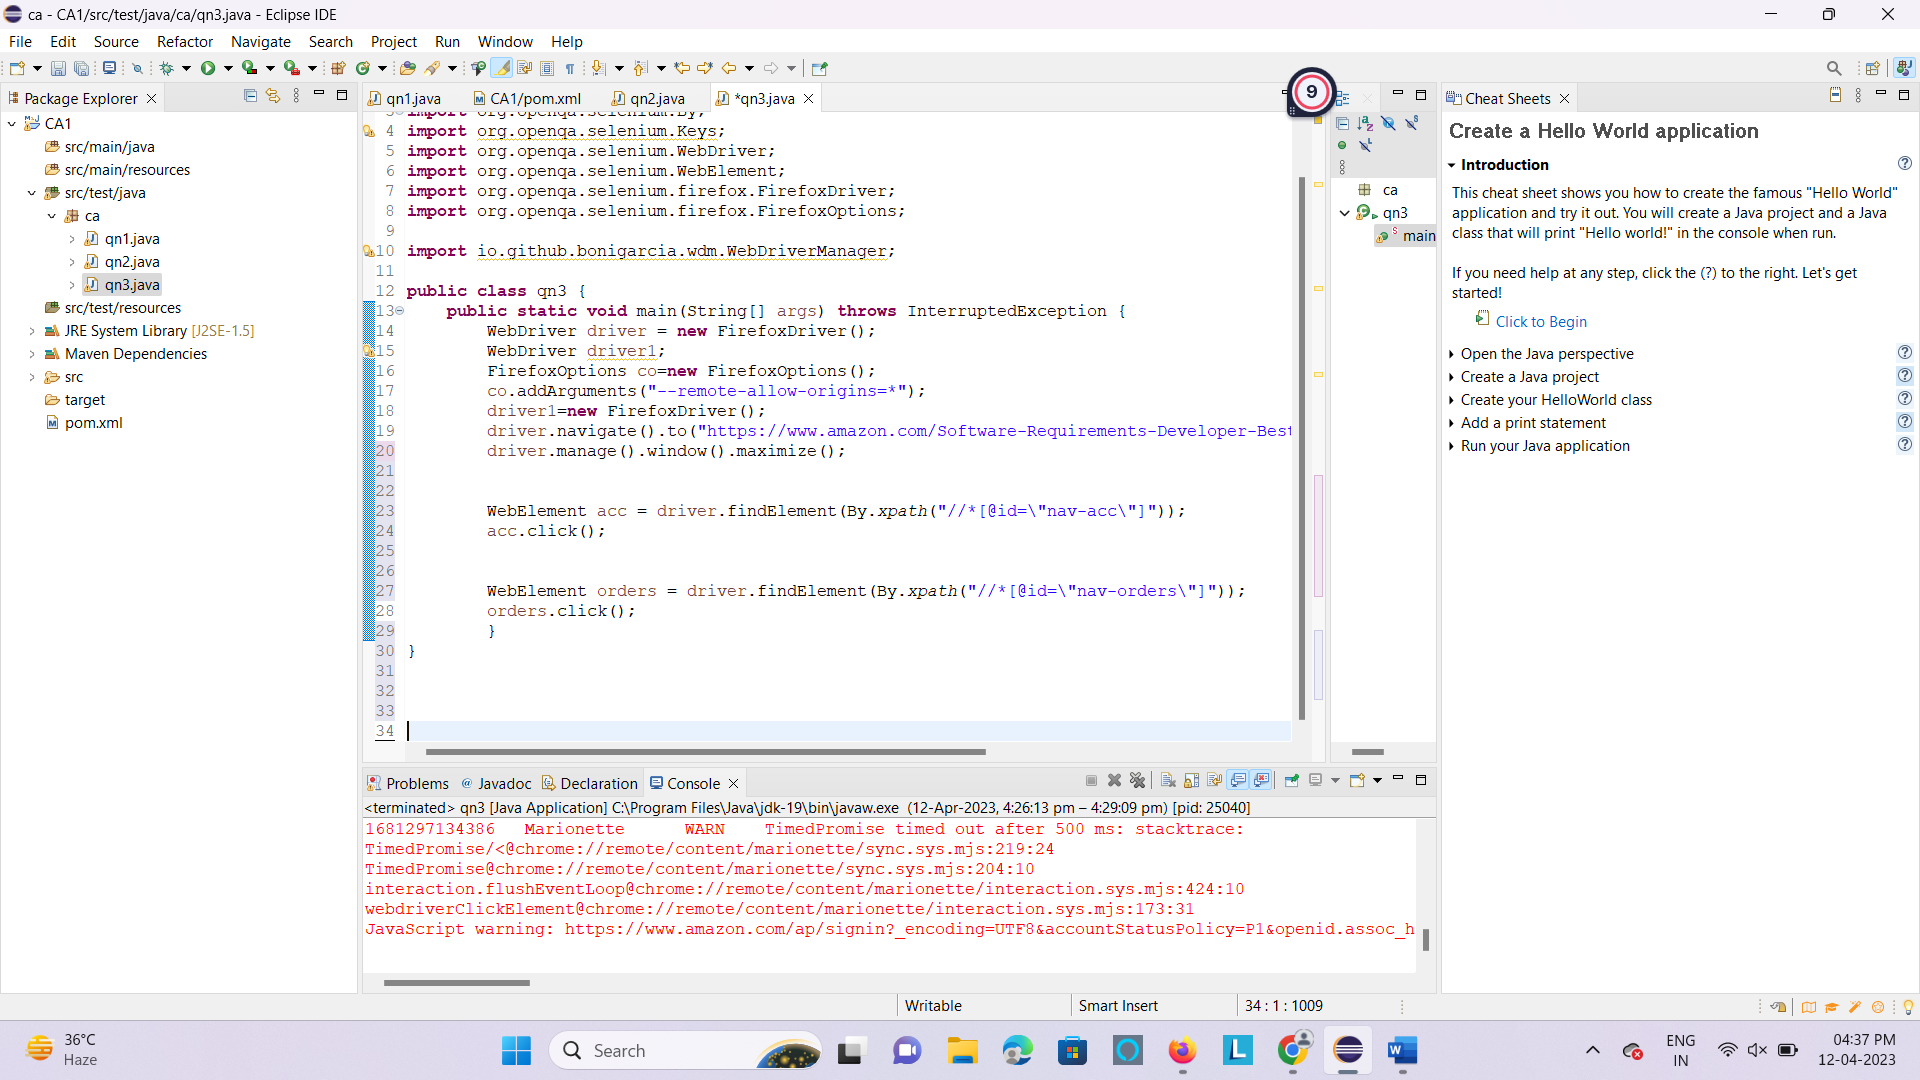 ca - CA1/src/test/java/ca/qn3.java - Eclipse IDE
File Edit Source Refactor Navigate Search Project Run Window Help
Package Explorer
CA1
src/main/java
src/main/resources
src/test/java
ca
qn1.java
qn2.java
qn3.java
src/test/resources
JRE System Library [J2SE-1.5]
Maven Dependencies
src
target
pom.xml
qn1.java CA1/pom.xml qn2.java *qn3.java
9
3 import org.openqa.selenium.By;
4 import org.openqa.selenium.Keys;
5 import org.openqa.selenium.WebDriver;
6 import org.openqa.selenium.WebElement;
7 import org.openqa.selenium.firefox.FirefoxDriver;
8 import org.openqa.selenium.firefox.FirefoxOptions;
9
10 import io.github.bonigarcia.wdm.WebDriverManager;
11
12 public class qn3 {
13 public static void main(String[] args) throws InterruptedException {
14 WebDriver driver = new FirefoxDriver();
15 WebDriver driver1;
16 FirefoxOptions co=new FirefoxOptions();
17 co.addArguments("--remote-allow-origins=*");
18 driver1=new FirefoxDriver();
19 driver.navigate().to("https://www.amazon.com/Software-Requirements-Developer-Best
20 driver.manage().window().maximize();
21
22
23 WebElement acc = driver.findElement(By.xpath("//*[@id=\"nav-acc\"]"));
24 acc.click();
25
26
27 WebElement orders = driver.findElement(By.xpath("//*[@id=\"nav-orders\"]"));
28 orders.click();
29 }
30 }
31
32
33
34
ca
qn3
main
Cheat Sheets
Create a Hello World application
Introduction
This cheat sheet shows you how to create the famous "Hello World"
application and try it out. You will create a Java project and a Java
class that will print "Hello world!" in the console when run.
If you need help at any step, click the (?) to the right. Let's get
started!
Click to Begin
Open the Java perspective
Create a Java project
Create your HelloWorld class
Add a print statement
Run your Java application
Problems Javadoc Declaration Console
<terminated> qn3 [Java Application] C:\Program Files\Java\jdk-19\bin\javaw.exe (12-Apr-2023, 4:26:13 pm – 4:29:09 pm) [pid: 25040]
1681297134386 Marionette WARN TimedPromise timed out after 500 ms: stacktrace:
TimedPromise/<@chrome://remote/content/marionette/sync.sys.mjs:219:24
TimedPromise@chrome://remote/content/marionette/sync.sys.mjs:204:10
interaction.flushEventLoop@chrome://remote/content/marionette/interaction.sys.mjs:424:10
webdriverClickElement@chrome://remote/content/marionette/interaction.sys.mjs:173:31
JavaScript warning: https://www.amazon.com/ap/signin?_encoding=UTF8&accountStatusPolicy=P1&openid.assoc_h
Writable Smart Insert 34 : 1 : 1009
36°C
Haze
Search
ENG
IN
04:37 PM
12-04-2023